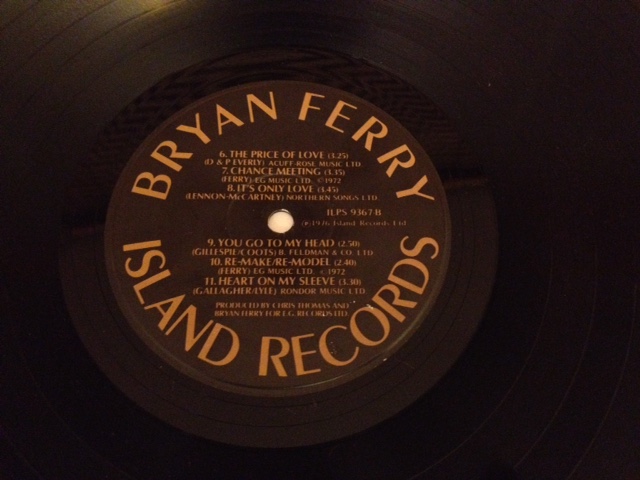 BRYAN FERRY
6. THE PRICE OF LOVE (3.25)
(D & P EVERLY) ACUFF-ROSE MUSIC LTD.
7. CHANCE MEETING (3.15)
(FERRY) EG MUSIC LTD. ©1972
8. IT'S ONLY LOVE (3.45)
(LENNON-McCARTNEY) NORTHERN SONGS LTD.
ILPS 9367-B
℗1976 Island Records Ltd
9. YOU GO TO MY HEAD (2.50)
(GILLESPIE/COOTS) B. FELDMAN & CO. LTD
10. RE-MAKE/RE-MODEL (2.40)
(FERRY) EG MUSIC LTD. ©1972
11. HEART ON MY SLEEVE (3.30)
(GALLAGHER/LYLE) RONDOR MUSIC LTD.
PRODUCED BY CHRIS THOMAS AND
BRYAN FERRY FOR E.G. RECORDS LTD.
ISLAND RECORDS